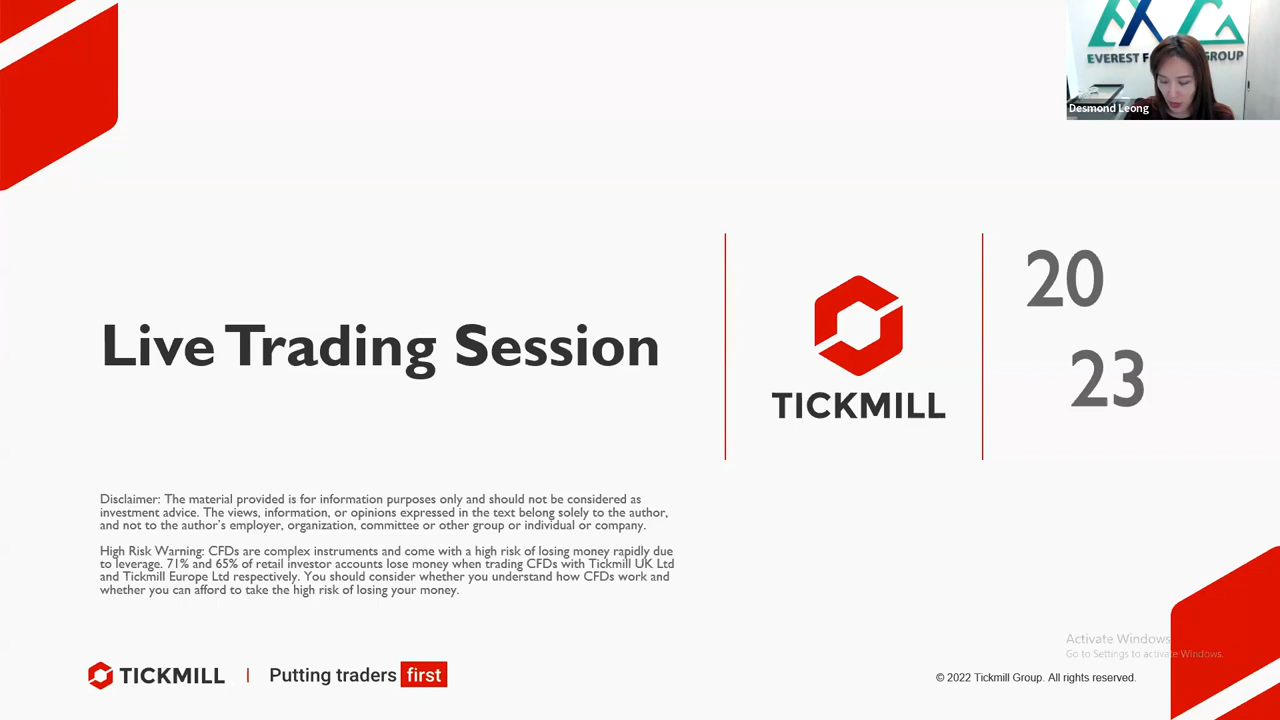 EVEREST F GROUP
Desmond Leong
20
23
Live Trading Session
TICKMILL
Disclaimer: The material provided is for information purposes only and should not be considered as
investment advice. The views, information, or opinions expressed in the text belong solely to the author,
and not to the author's employer, organization, committee or other group or individual or company.
High Risk Warning: CFDs are complex instruments and come with a high risk of losing money rapidly due
to leverage. 71% and 65% of retail investor accounts lose money when trading CFDs with Tickmill UK Ltd
and Tickmill Europe Ltd respectively. You should consider whether you understand how CFDs work and
whether you can afford to take the high risk of losing your money.
Activate Windows
Go to Settings to activate Windows.
TICKMILL | Putting traders first
© 2022 Tickmill Group. All rights reserved.